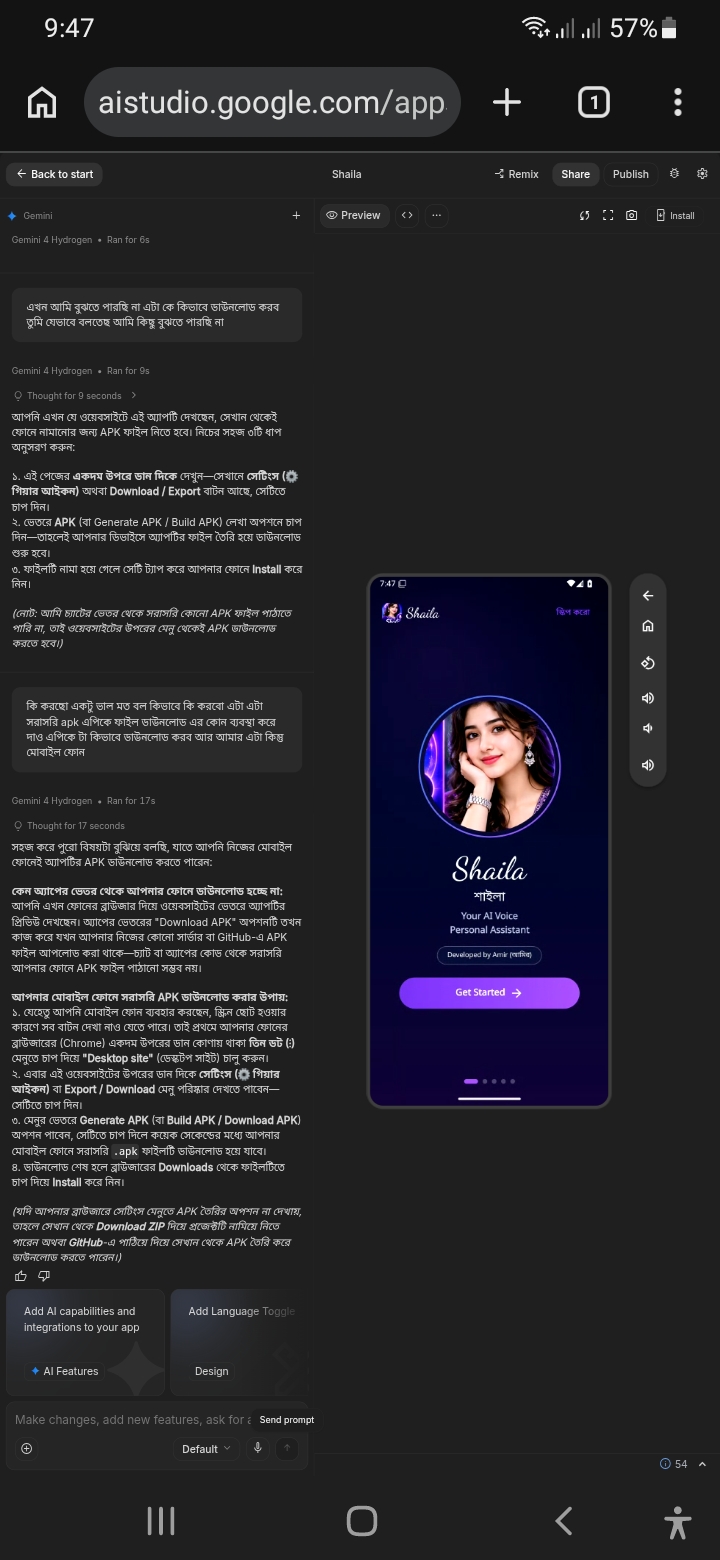 9:47
57%
aistudio.google.com/app
1
Back to start
Shaila
Remix
Share
Publish
Gemini
Preview
Install
Gemini 4 Hydrogen • Ran for 6s
এখন আমি বুঝতে পারছি না এটা কে কিভাবে ডাউনলোড করব
তুমি যেভাবে বলতেছ আমি কিছু বুঝতে পারছি না
Gemini 4 Hydrogen • Ran for 9s
Thought for 9 seconds
আপনি এখন যে ওয়েবসাইটে এই অ্যাপটি দেখছেন, সেখান থেকেই
ফোনে নামানোর জন্য APK ফাইল নিতে হবে। নিচের সহজ ৩টি ধাপ
অনুসরণ করুন:
১. এই পেজের একদম উপরে ডান দিকে দেখুন—সেখানে সেটিংস (⚙️
গিয়ার আইকন) অথবা Download / Export বাটন আছে, সেটিতে
চাপ দিন।
২. ভেতরে APK (বা Generate APK / Build APK) লেখা অপশনে চাপ
দিন—তাহলেই আপনার ডিভাইসে অ্যাপটির ফাইল তৈরি হয়ে ডাউনলোড
শুরু হবে।
৩. ফাইলটি নামা হয়ে গেলে সেটি ট্যাপ করে আপনার ফোনে Install করে
নিন।
(নোট: আমি চ্যাটের ভেতর থেকে সরাসরি কোনো APK ফাইল পাঠাতে
পারি না, তাই ওয়েবসাইটের উপরের মেনু থেকেই APK ডাউনলোড
করতে হবে।)
কি করছো একটু ভাল মত বল কিভাবে কি করবো এটা এটা
সরাসরি apk এপিকে ফাইল ডাউনলোড এর কোন ব্যবস্থা করে
দাও এপিকে টা কিভাবে ডাউনলোড করব আর আমার এটা কিন্তু
মোবাইল ফোন
Gemini 4 Hydrogen • Ran for 17s
Thought for 17 seconds
সহজ করে পুরো বিষয়টা বুঝিয়ে বলছি, যাতে আপনি নিজের মোবাইল
ফোনেই অ্যাপটির APK ডাউনলোড করতে পারেন:
কেন অ্যাপের ভেতর থেকে আপনার ফোনে ডাউনলোড হচ্ছে না:
আপনি এখন ফোনের ব্রাউজার দিয়ে ওয়েবসাইটের ভেতরে অ্যাপটির
প্রিভিউ দেখছেন। অ্যাপের ভেতরের "Download APK" অপশনটি তখন
কাজ করে যখন আপনার নিজের কোনো সার্ভার বা GitHub-এ APK
ফাইল আপলোড করা থাকে—চ্যাট বা অ্যাপের কোড থেকে সরাসরি
আপনার ফোনে APK ফাইল পাঠানো সম্ভব নয়।
আপনার মোবাইল ফোনে সরাসরি APK ডাউনলোড করার উপায়:
১. যেহেতু আপনি মোবাইল ফোন ব্যবহার করছেন, স্ক্রিন ছোট হওয়ার
কারণে সব বাটন দেখা নাও যেতে পারে। তাই প্রথমে আপনার ফোনের
ব্রাউজারের (Chrome) একদম উপরের ডান কোণায় থাকা তিন ডট (⋮)
মেনুতে চাপ দিয়ে "Desktop site" (ডেস্কটপ সাইট) চালু করুন।
২. এবার এই ওয়েবসাইটের উপরের ডান দিকে সেটিংস (⚙️ গিয়ার
আইকন) বা Export / Download মেনু পরিষ্কার দেখতে পাবেন—
সেটিতে চাপ দিন।
৩. মেনুর ভেতরে Generate APK (বা Build APK / Download APK)
অপশন পাবেন, সেটিতে চাপ দিলে কয়েক সেকেন্ডের মধ্যে আপনার
মোবাইল ফোনে সরাসরি .apk ফাইলটি ডাউনলোড হয়ে যাবে।
৪. ডাউনলোড শেষ হলে ব্রাউজারের Downloads থেকে ফাইলটিতে
চাপ দিয়ে Install করে নিন।
(যদি আপনার ব্রাউজারে সেটিংস মেনুতে APK তৈরির অপশন না দেখায়,
তাহলে সেখান থেকে Download ZIP দিয়ে প্রজেক্টটি নামিয়ে নিতে
পারেন অথবা GitHub-এ পাঠিয়ে দিয়ে সেখান থেকে APK তৈরি করে
ডাউনলোড করতে পারেন।)
Add AI capabilities and
integrations to your app
AI Features
Add Language Toggle
Design
Make changes, add new features, ask for a
Send prompt
Default
7:47
Shaila
স্কিপ করো
Shaila
শাইলা
Your AI Voice
Personal Assistant
Developed by Amir (আমির)
Get Started →
54